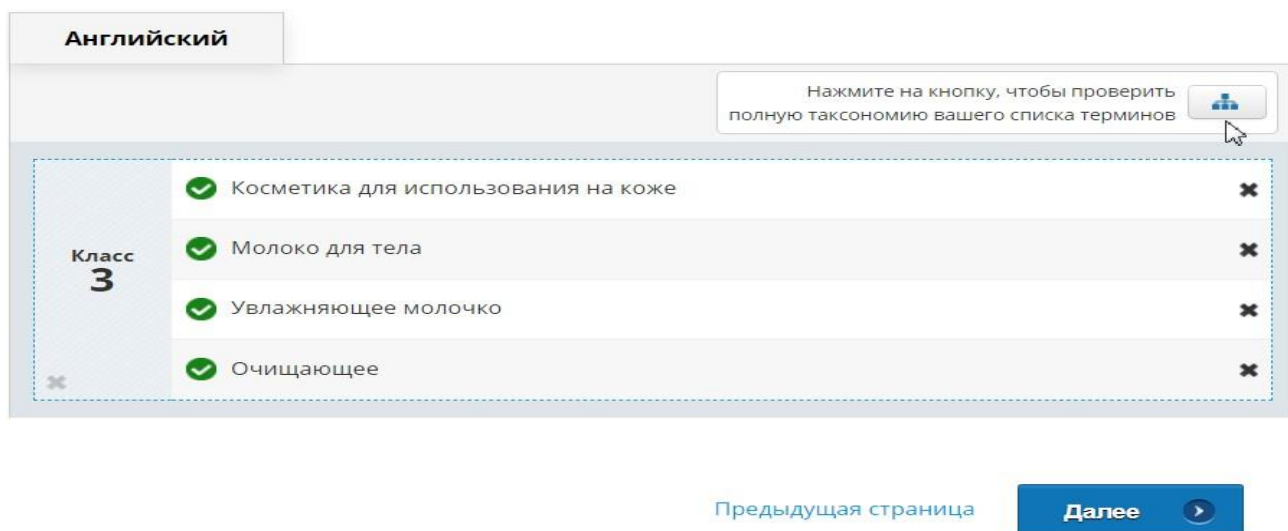 Английский
Нажмите на кнопку, чтобы проверить
полную таксономию вашего списка терминов
Класс
3
Косметика для использования на коже
Молоко для тела
Увлажняющее молочко
Очищающее
Предыдущая страница
Далее